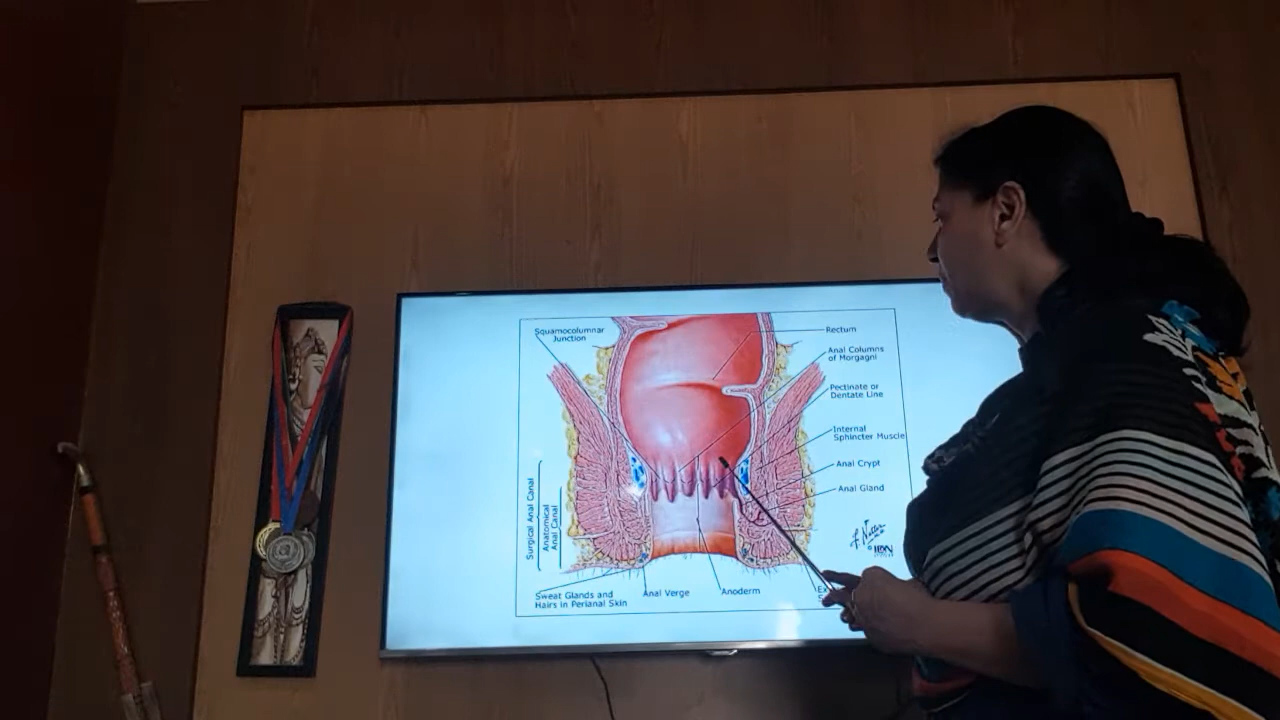 Squamocolumnar
Junction
Rectum
Anal Columns
of Morgagni
Pectinate or
Dentate Line
Internal
Sphincter Muscle
Anal Crypt
Anal Gland
Surgical Anal Canal
Anatomical
Anal Canal
Sweat Glands and
Hairs in Perianal Skin
Anal Verge
Anoderm